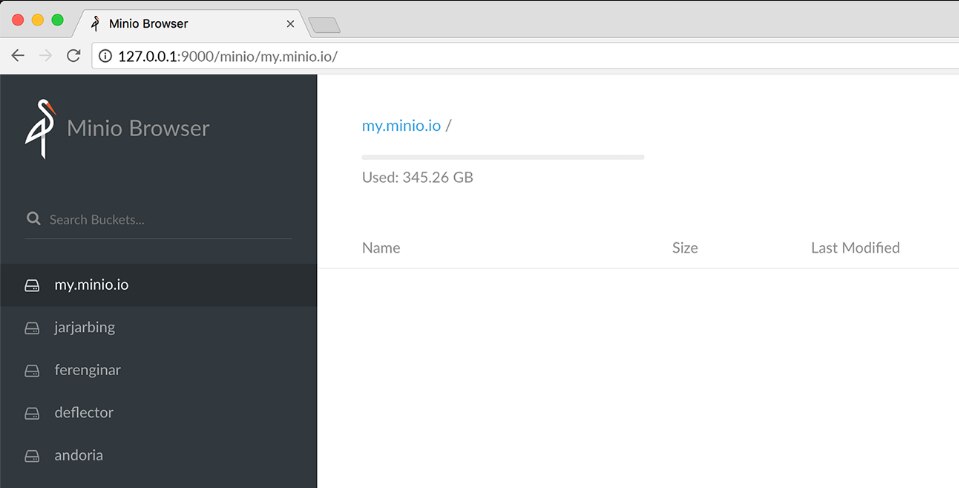 Minio Browser
127.0.0.1:9000/minio/my.minio.io/
Minio Browser
Search Buckets...
my.minio.io
jarjarbing
ferenginar
deflector
andoria
my.minio.io /
Used: 345.26 GB
Name Size Last Modified